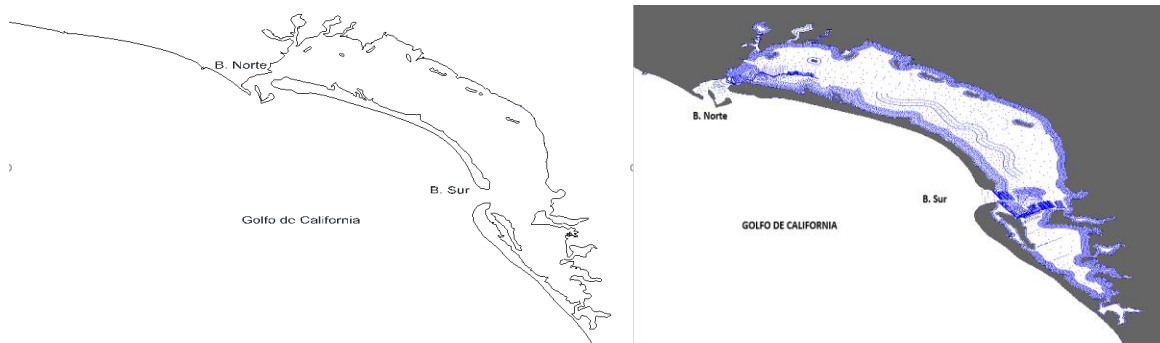 B. Norte
B. Sur
Golfo de California
B. Norte
B. Sur
GOLFO DE CALIFORNIA